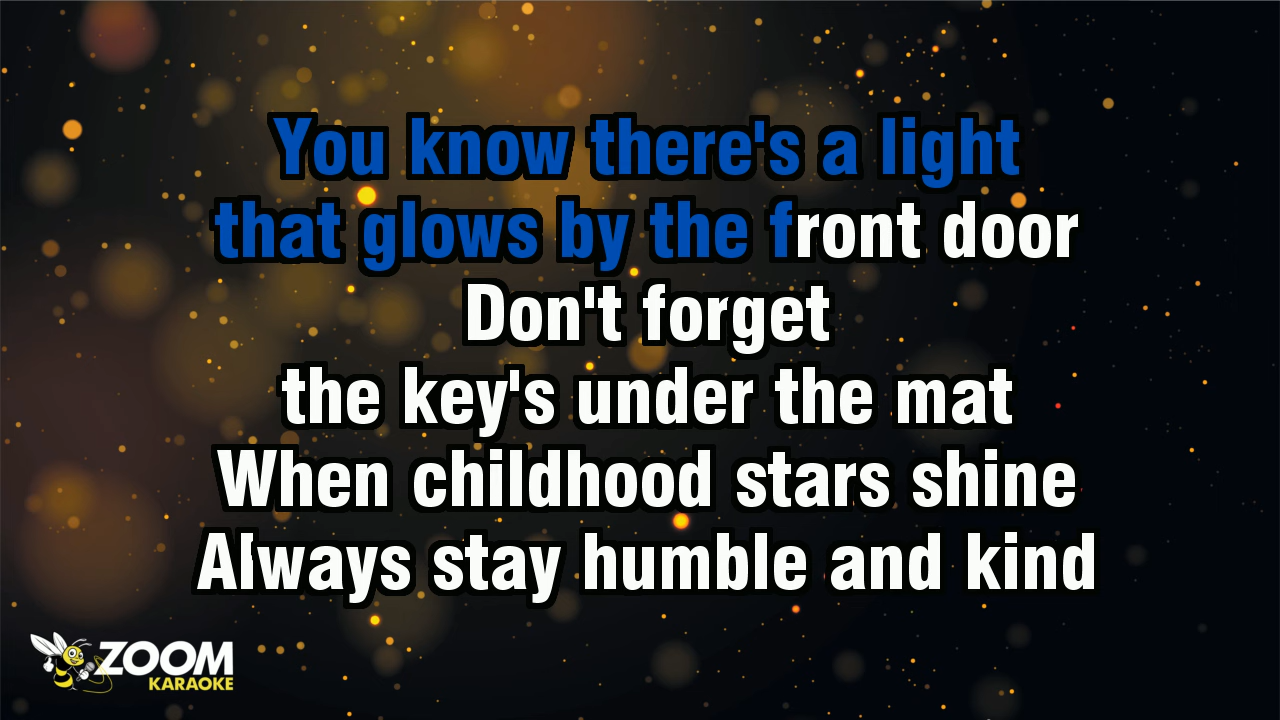 You know there's a light
that glows by the front door
Don't forget
the key's under the mat
When childhood stars shine
Always stay humble and kind
ZOOM
KARAOKE